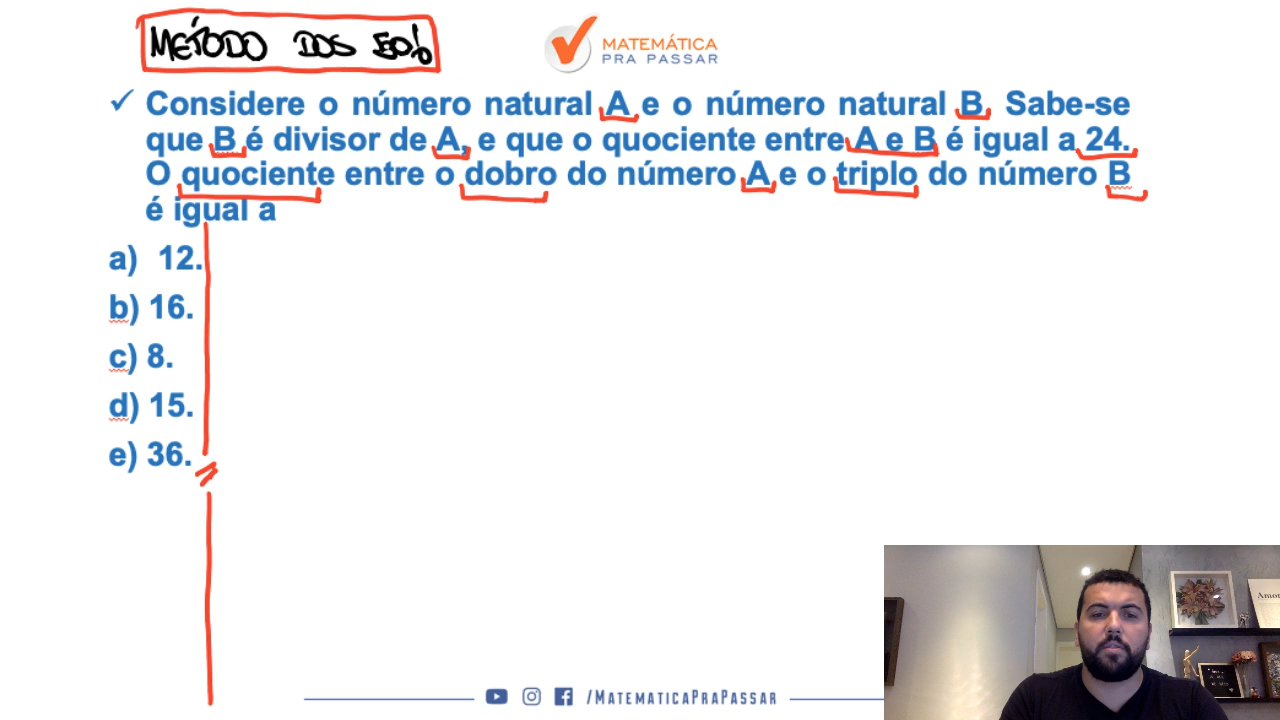 MÉTODO DOS 50%
MATEMÁTICA
PRA PASSAR
✓ Considere o número natural A e o número natural B. Sabe-se
que B é divisor de A, e que o quociente entre A e B é igual a 24.
O quociente entre o dobro do número A e o triplo do número B
é igual a
a) 12.
b) 16.
c) 8.
d) 15.
e) 36.
/MATEMATICAPRAPASSAR